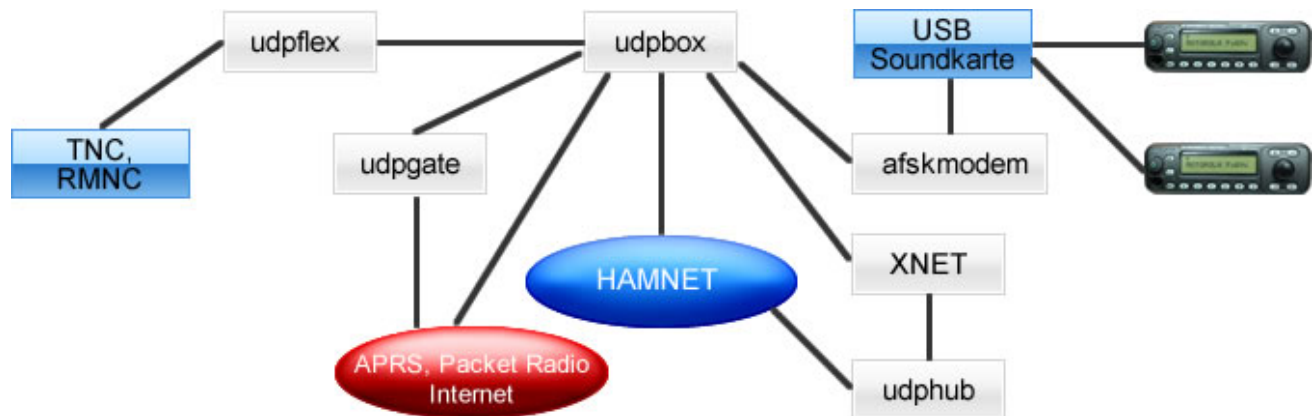 udpflex
udpbox
USB
Soundkarte
TNC,
RMNC
udpgate
afskmodem
HAMNET
XNET
APRS, Packet Radio
Internet
udphub